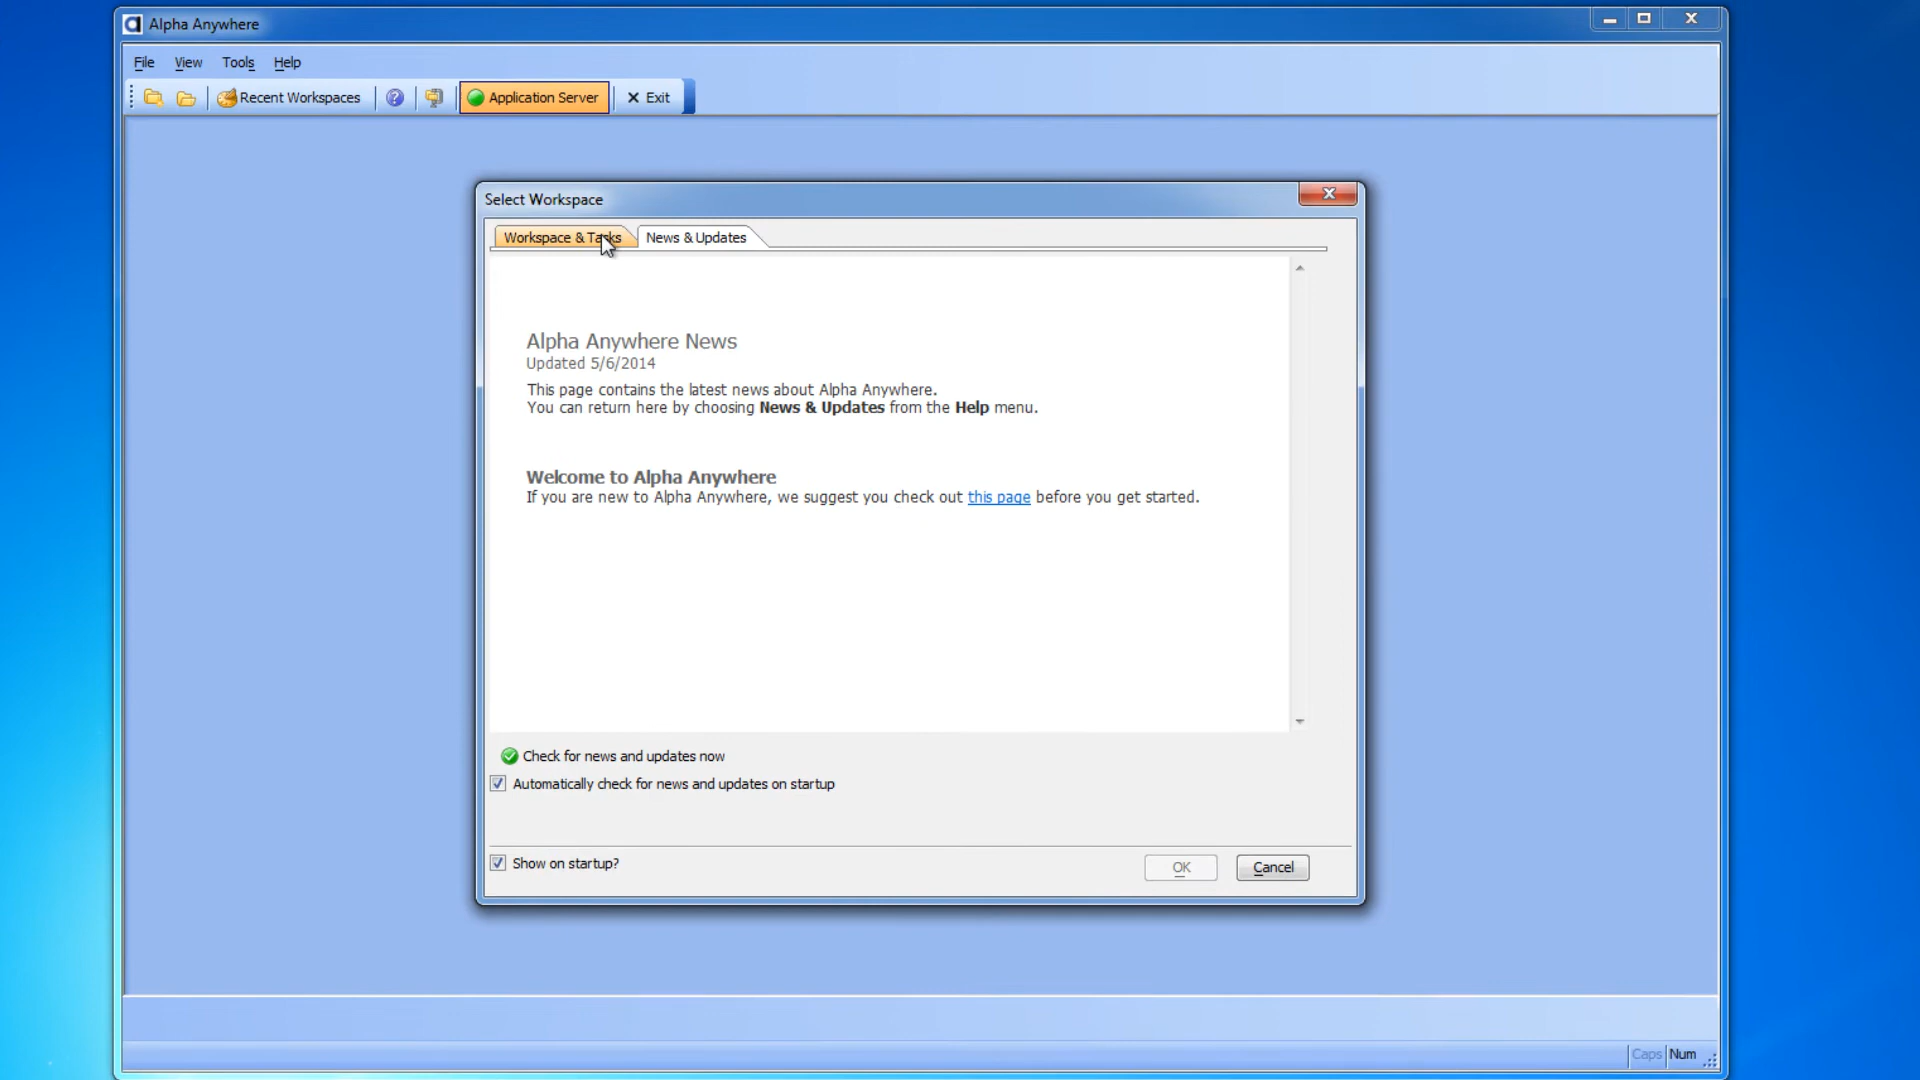 Alpha Anywhere
File View Tools Help
Recent Workspaces Application Server Exit
Select Workspace
Workspace & Tasks News & Updates
Alpha Anywhere News
Updated 5/6/2014
This page contains the latest news about Alpha Anywhere.
You can return here by choosing News & Updates from the Help menu.
Welcome to Alpha Anywhere
If you are new to Alpha Anywhere, we suggest you check out this page before you get started.
Check for news and updates now
Automatically check for news and updates on startup
Show on startup?
OK Cancel
Caps Num